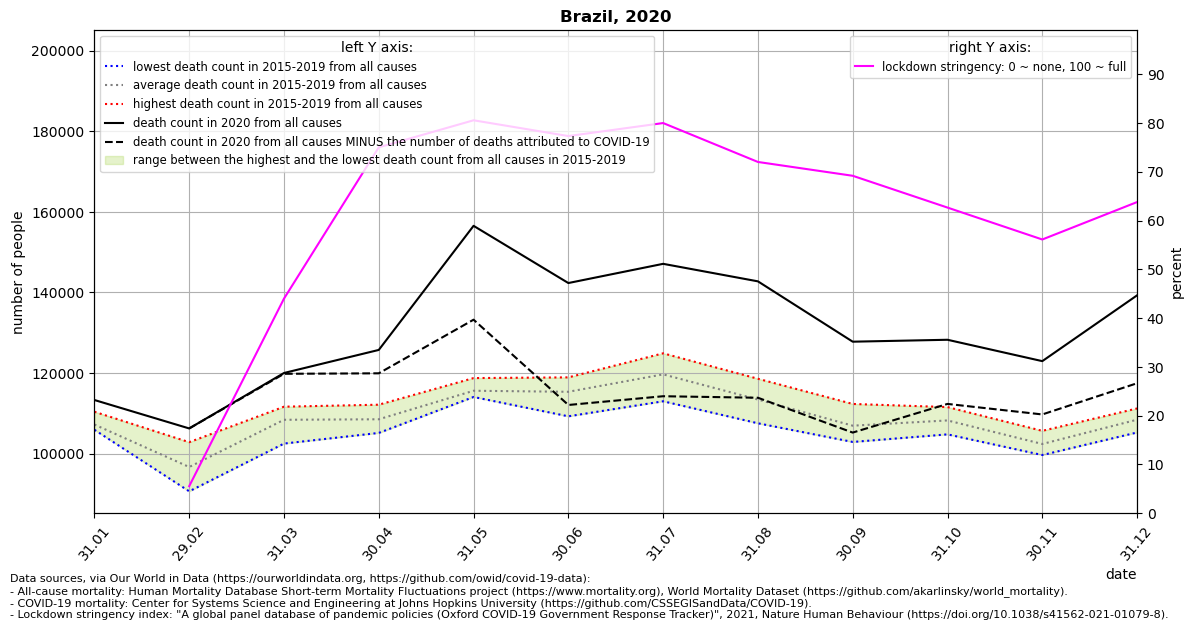 Brazil, 2020
left Y axis:
lowest death count in 2015-2019 from all causes
average death count in 2015-2019 from all causes
highest death count in 2015-2019 from all causes
death count in 2020 from all causes
death count in 2020 from all causes MINUS the number of deaths attributed to COVID-19
range between the highest and the lowest death count from all causes in 2015-2019
right Y axis:
lockdown stringency: 0 ~ none, 100 ~ full
number of people
200000
180000
160000
140000
120000
100000
percent
90
80
70
60
50
40
30
20
10
0
31.01
29.02
31.03
30.04
31.05
30.06
31.07
31.08
30.09
31.10
30.11
31.12
date
Data sources, via Our World in Data (https://ourworldindata.org, https://github.com/owid/covid-19-data):
- All-cause mortality: Human Mortality Database Short-term Mortality Fluctuations project (https://www.mortality.org), World Mortality Dataset (https://github.com/akarlinsky/world_mortality).
- COVID-19 mortality: Center for Systems Science and Engineering at Johns Hopkins University (https://github.com/CSSEGISandData/COVID-19).
- Lockdown stringency index: "A global panel database of pandemic policies (Oxford COVID-19 Government Response Tracker)", 2021, Nature Human Behaviour (https://doi.org/10.1038/s41562-021-01079-8).